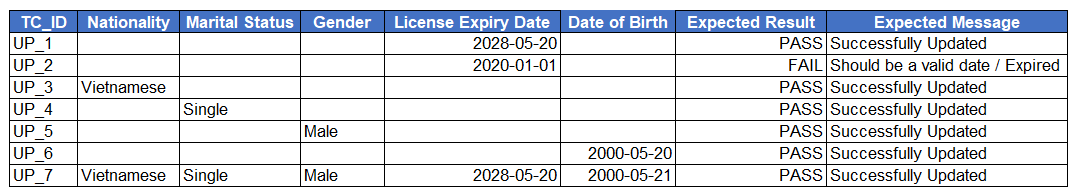 TC_ID Nationality Marital Status Gender License Expiry Date Date of Birth Expected Result Expected Message
UP_1 2028-05-20 PASS Successfully Updated
UP_2 2020-01-01 FAIL Should be a valid date / Expired
UP_3 Vietnamese PASS Successfully Updated
UP_4 Single PASS Successfully Updated
UP_5 Male PASS Successfully Updated
UP_6 2000-05-20 PASS Successfully Updated
UP_7 Vietnamese Single Male 2028-05-20 2000-05-21 PASS Successfully Updated